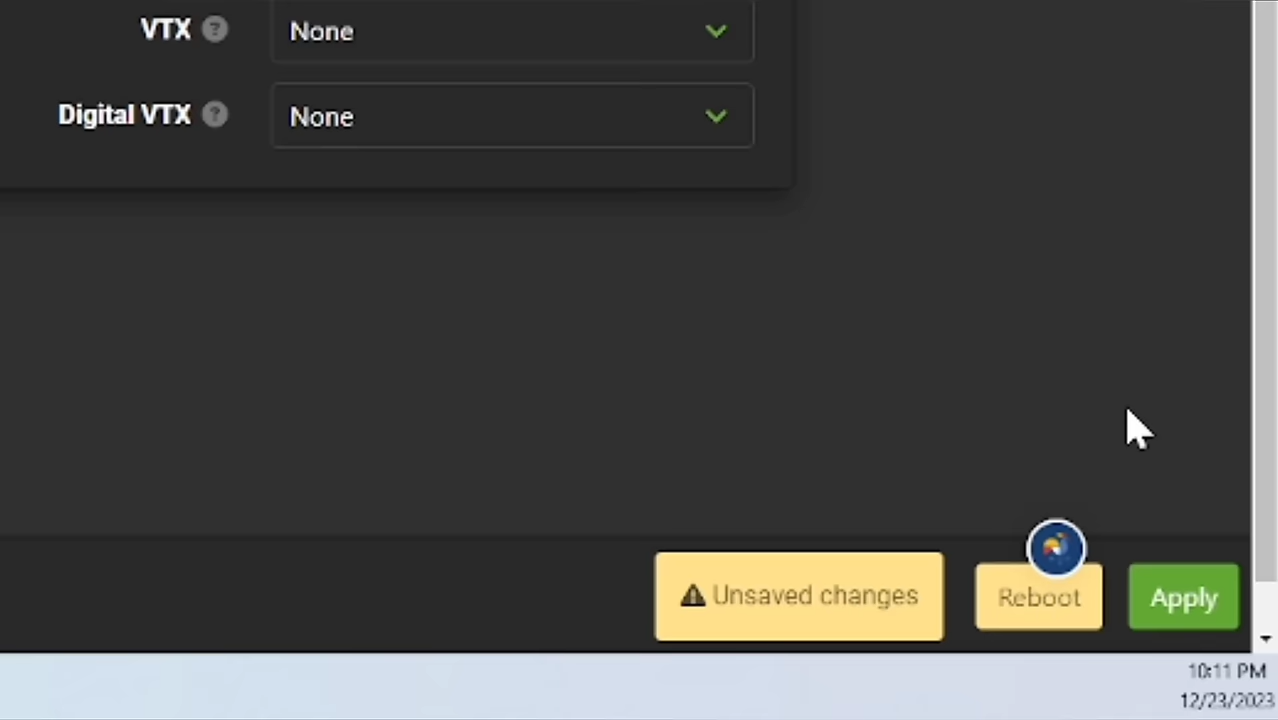 VTX ? None
Digital VTX ? None
Unsaved changes Reboot Apply
10:11 PM
12/23/2023